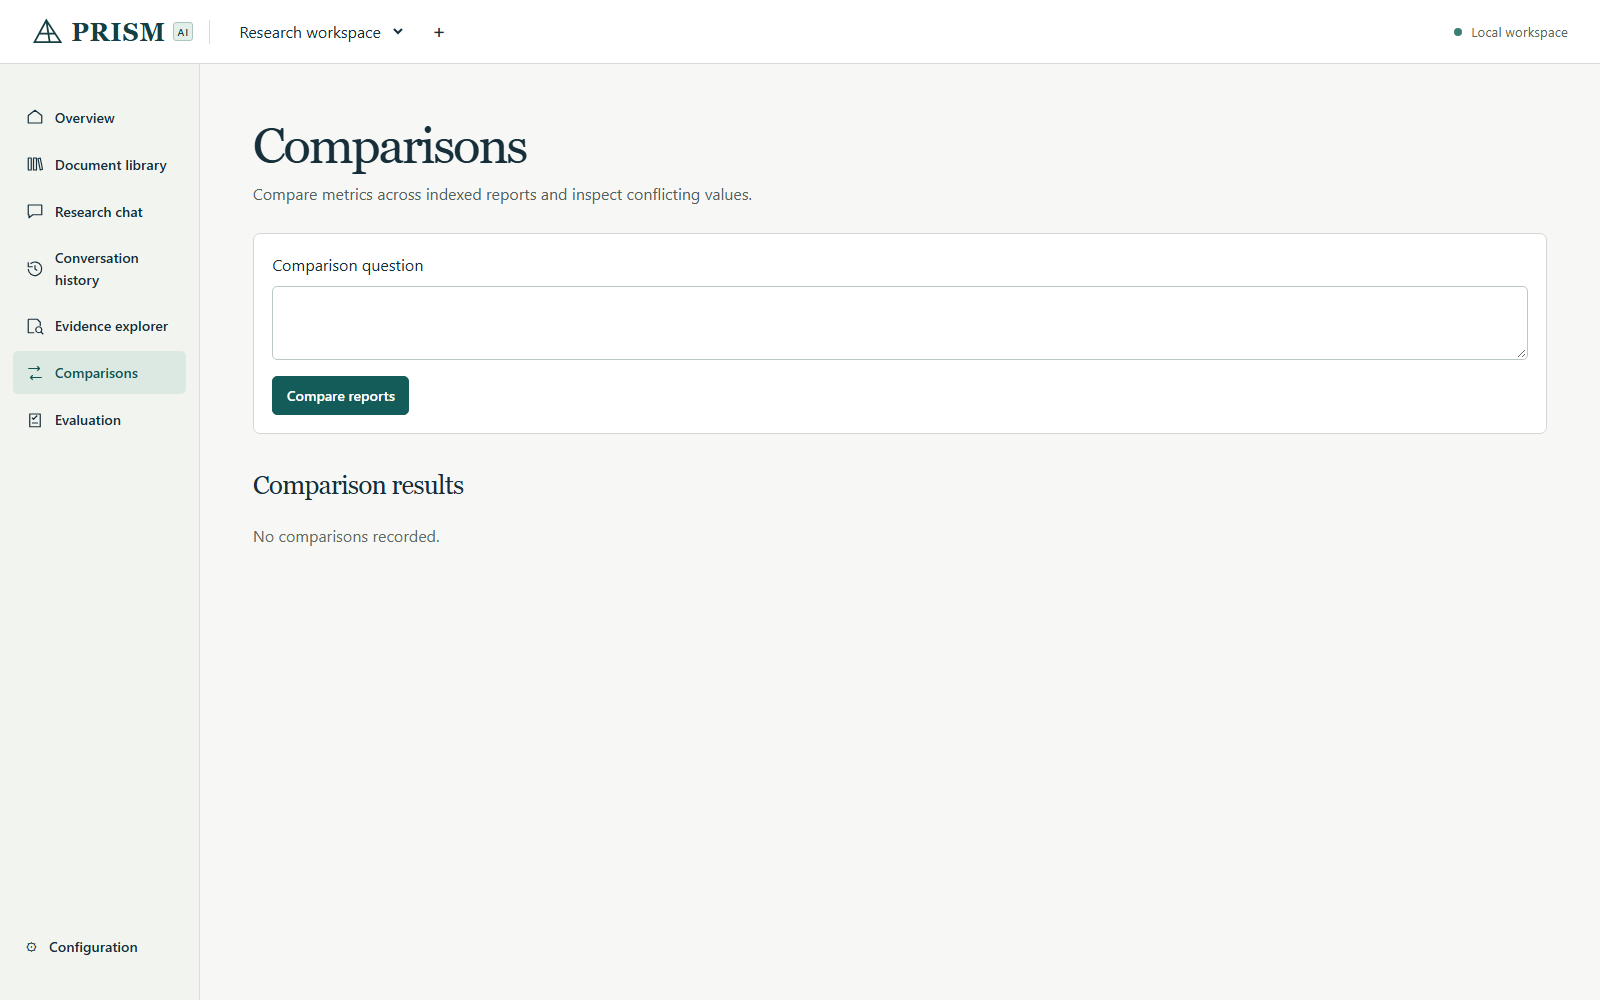 PRISM AI
Research workspace
+
Local workspace
Overview
Document library
Research chat
Conversation
history
Evidence explorer
Comparisons
Evaluation
Configuration
Comparisons
Compare metrics across indexed reports and inspect conflicting values.
Comparison question
Compare reports
Comparison results
No comparisons recorded.